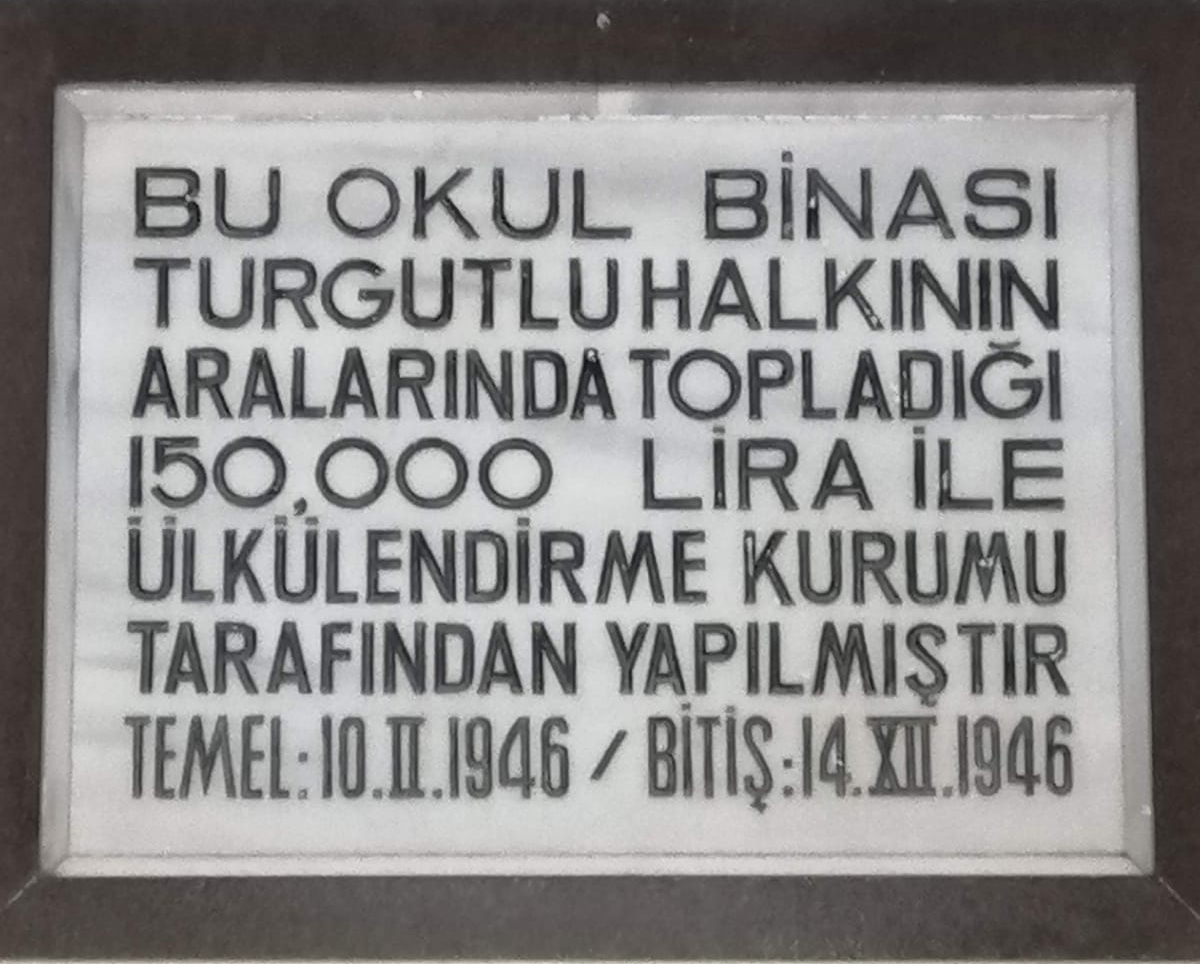 BU OKUL BİNASI
TURGUTLU HALKININ
ARALARINDA TOPLADIĞI
150,000 LİRA İLE
ÜLKÜLENDİRME KURUMU
TARAFINDAN YAPILMIŞTIR
TEMEL: 10.II.1946 / BİTİŞ: 14.XII.1946